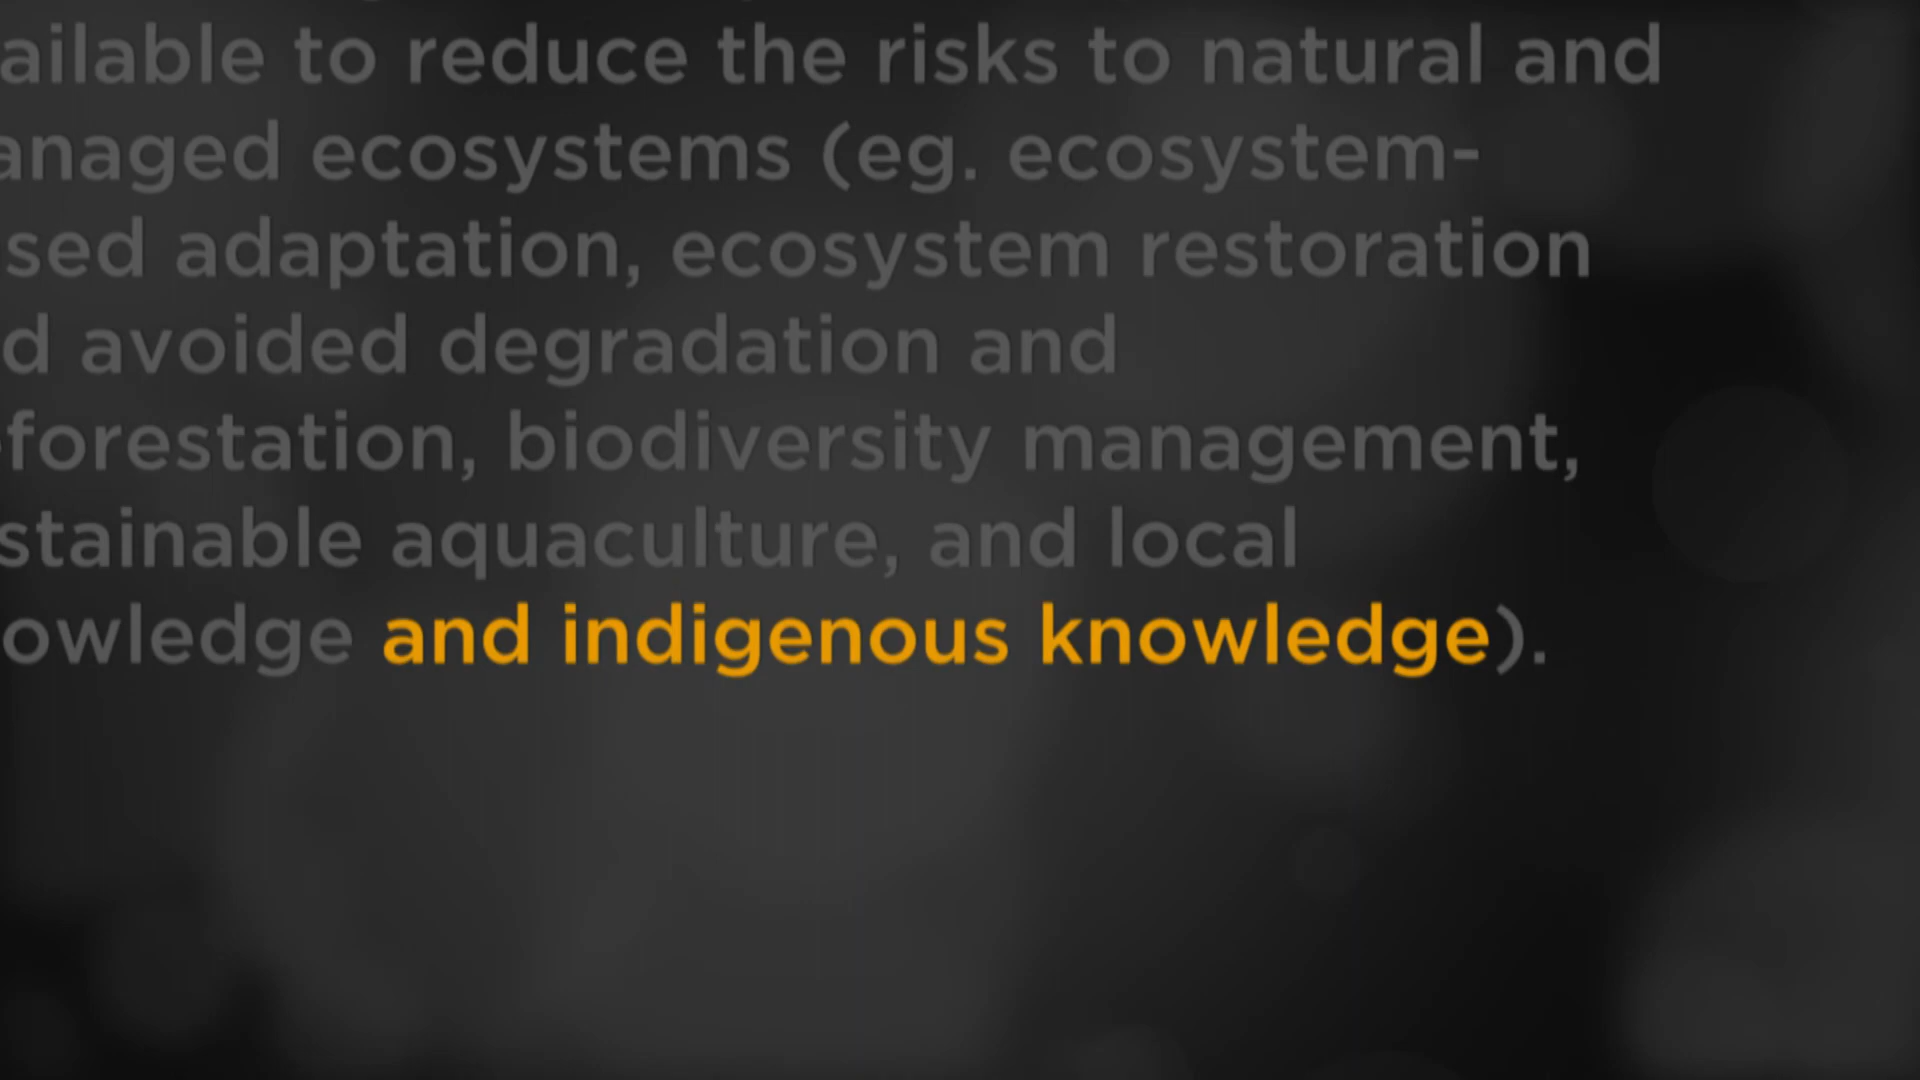 ailable to reduce the risks to natural and
anaged ecosystems (eg. ecosystem-
sed adaptation, ecosystem restoration
d avoided degradation and
forestation, biodiversity management,
stainable aquaculture, and local
owledge and indigenous knowledge).